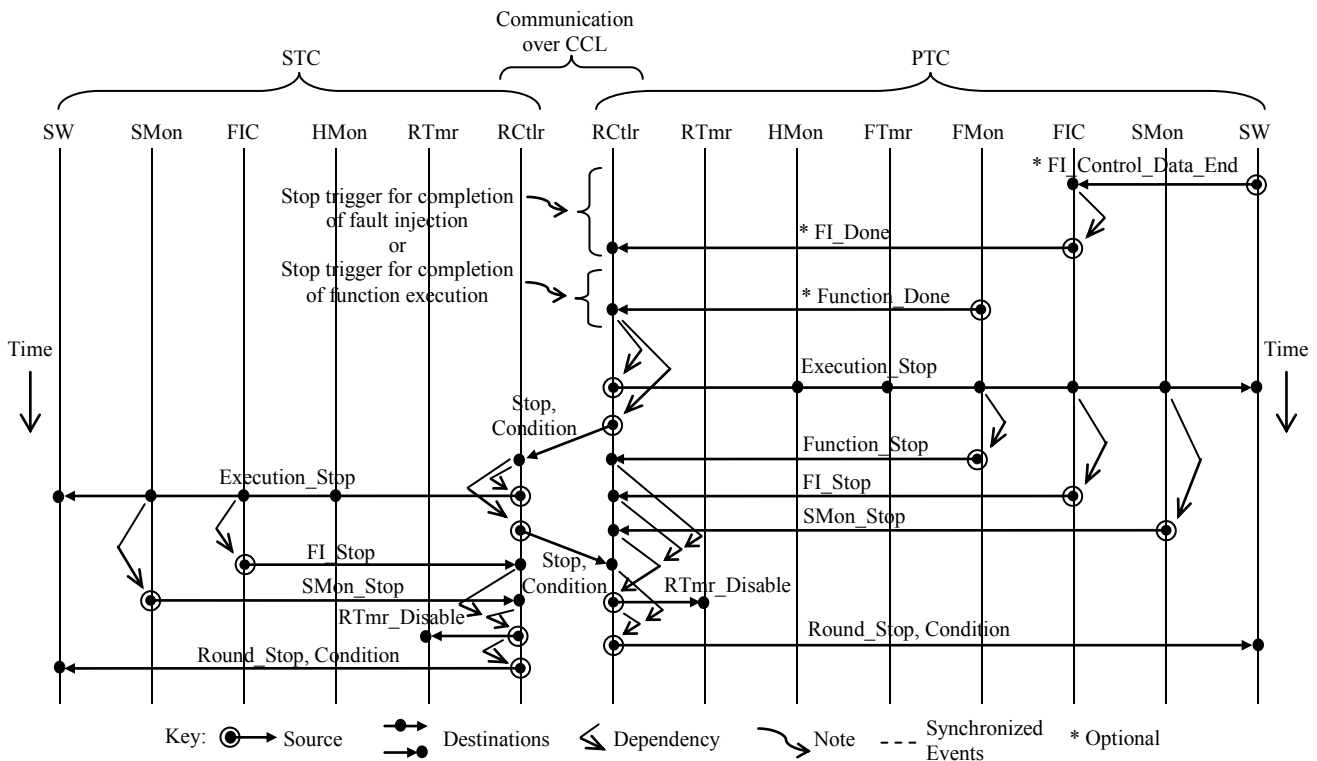 Communication
over CCL
STC
PTC
SW SMon FIC HMon RTmr RCtlr RCtlr RTmr HMon FTmr FMon FIC SMon SW
* FI_Control_Data_End
Stop trigger for completion
of fault injection
or
Stop trigger for completion
of function execution
* FI_Done
* Function_Done
Time
Time
Execution_Stop
Stop,
Condition
Function_Stop
Execution_Stop
FI_Stop
SMon_Stop
FI_Stop
Stop,
Condition
SMon_Stop
RTmr_Disable
RTmr_Disable
Round_Stop, Condition
Round_Stop, Condition
Key: Source Destinations Dependency Note Synchronized
Events * Optional